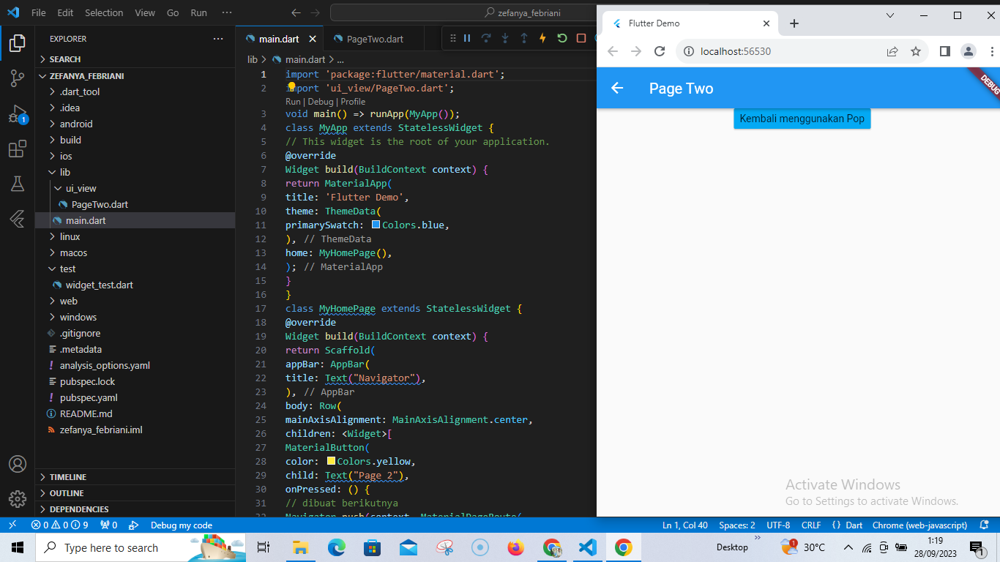 File Edit Selection View Go Run ··· zefanya_febriani
Flutter Demo
localhost:56530
Page Two
DEBUG
Kembali menggunakan Pop
Activate Windows
Go to Settings to activate Windows.
EXPLORER ···
SEARCH
ZEFANYA_FEBRIANI
.dart_tool
.idea
android
build
ios
lib
ui_view
PageTwo.dart
main.dart
linux
macos
test
widget_test.dart
web
windows
.gitignore
.metadata
analysis_options.yaml
pubspec.lock
pubspec.yaml
README.md
zefanya_febriani.iml
TIMELINE
OUTLINE
DEPENDENCIES
1
main.dart PageTwo.dart
lib > main.dart > ...
1 import 'package:flutter/material.dart';
2 import 'ui_view/PageTwo.dart';
Run | Debug | Profile
3 void main() => runApp(MyApp());
4 class MyApp extends StatelessWidget {
5 // This widget is the root of your application.
6 @override
7 Widget build(BuildContext context) {
8 return MaterialApp(
9 title: 'Flutter Demo',
10 theme: ThemeData(
11 primarySwatch: Colors.blue,
12 ), // ThemeData
13 home: MyHomePage(),
14 ); // MaterialApp
15 }
16 }
17 class MyHomePage extends StatelessWidget {
18 @override
19 Widget build(BuildContext context) {
20 return Scaffold(
21 appBar: AppBar(
22 title: Text("Navigator"),
23 ), // AppBar
24 body: Row(
25 mainAxisAlignment: MainAxisAlignment.center,
26 children: <Widget>[
27 MaterialButton(
28 color: Colors.yellow,
29 child: Text("Page 2"),
30 onPressed: () {
31 // dibuat berikutnya
32 Navigator.push(context, MaterialPageRoute(
0 0 9 0 Debug my code Ln 1, Col 40 Spaces: 2 UTF-8 CRLF {} Dart Chrome (web-javascript)
Type here to search Desktop 1 30°C 1:19
28/09/2023
1